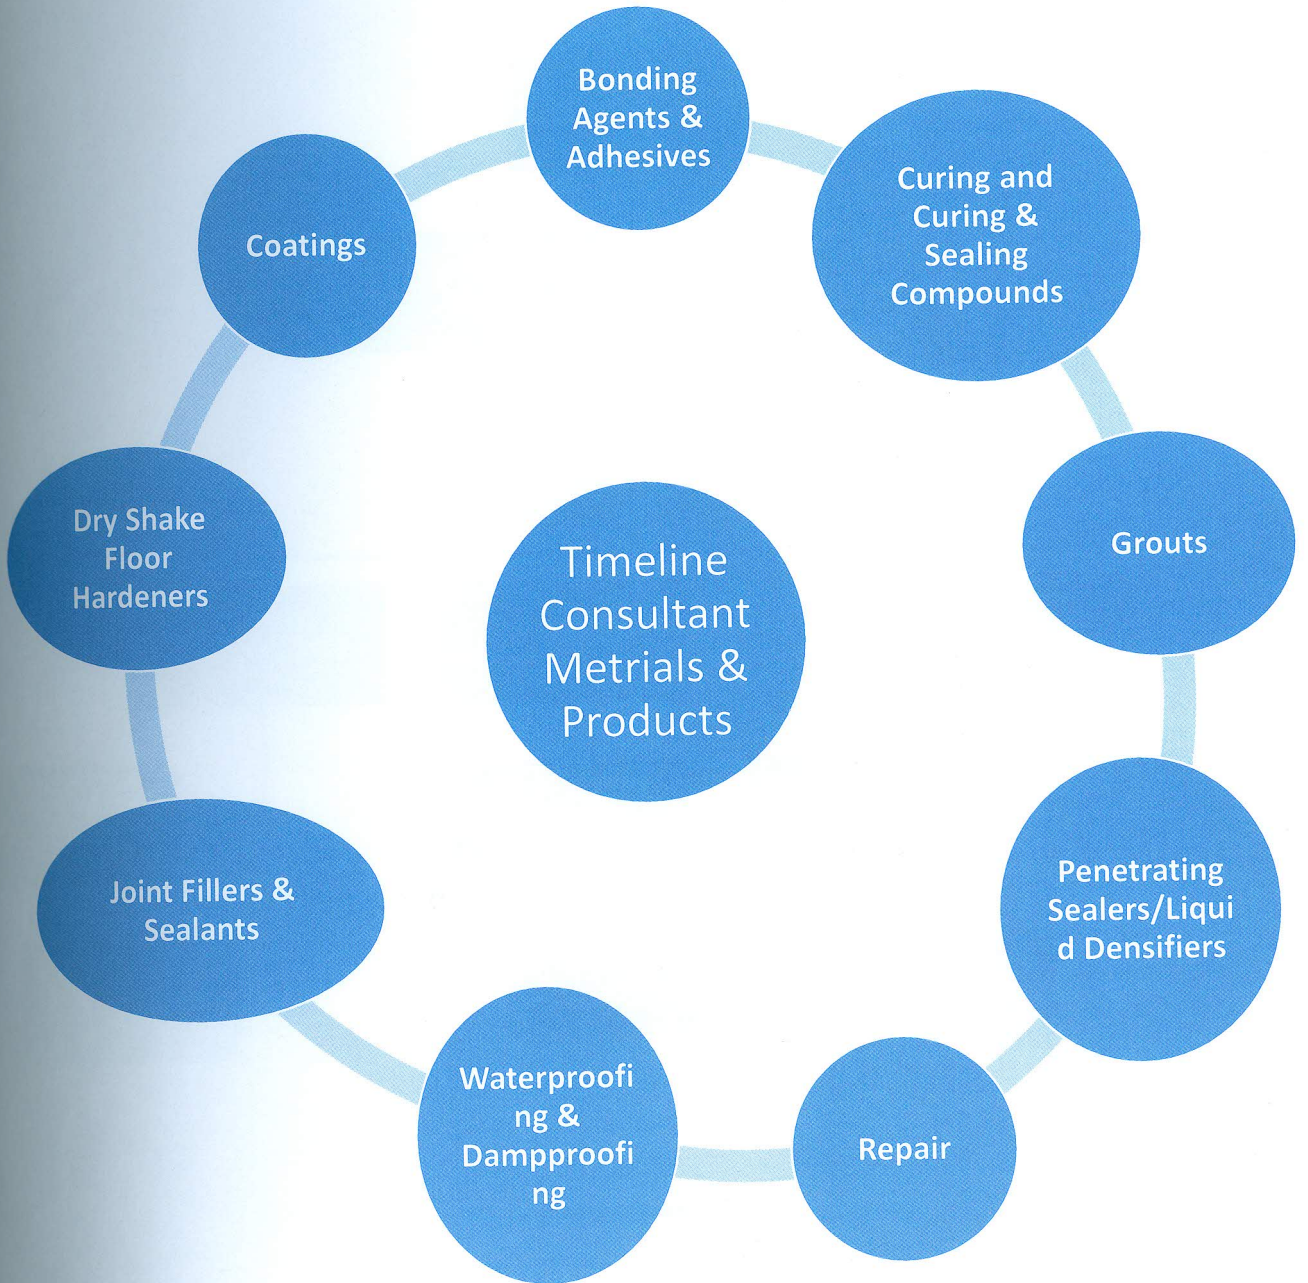 Bonding
Agents &
Adhesives
Curing and
Curing &
Sealing
Compounds
Grouts
Penetrating
Sealers/Liqui
d Densifiers
Repair
Waterproofi
ng &
Dampproofi
ng
Joint Fillers &
Sealants
Dry Shake
Floor
Hardeners
Coatings
Timeline
Consultant
Metrials &
Products